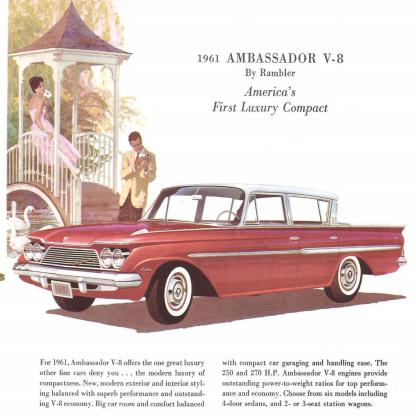 1961 AMBASSADOR V-8
By Rambler
America's
First Luxury Compact
1961
For 1961, Ambassador V-8 offers the one great luxury
other fine cars deny you . . . the modern luxury of
compactness. New, modern exterior and interior styl-
ing balanced with superb performance and outstand-
ing V-8 economy. Big car room and comfort balanced
with compact car garaging and handling ease. The
250 and 270 H.P. Ambassador V-8 engines provide
outstanding power-to-weight ratios for top perform-
ance and economy. Choose from six models including
4-door sedans, and 2- or 3-seat station wagons.